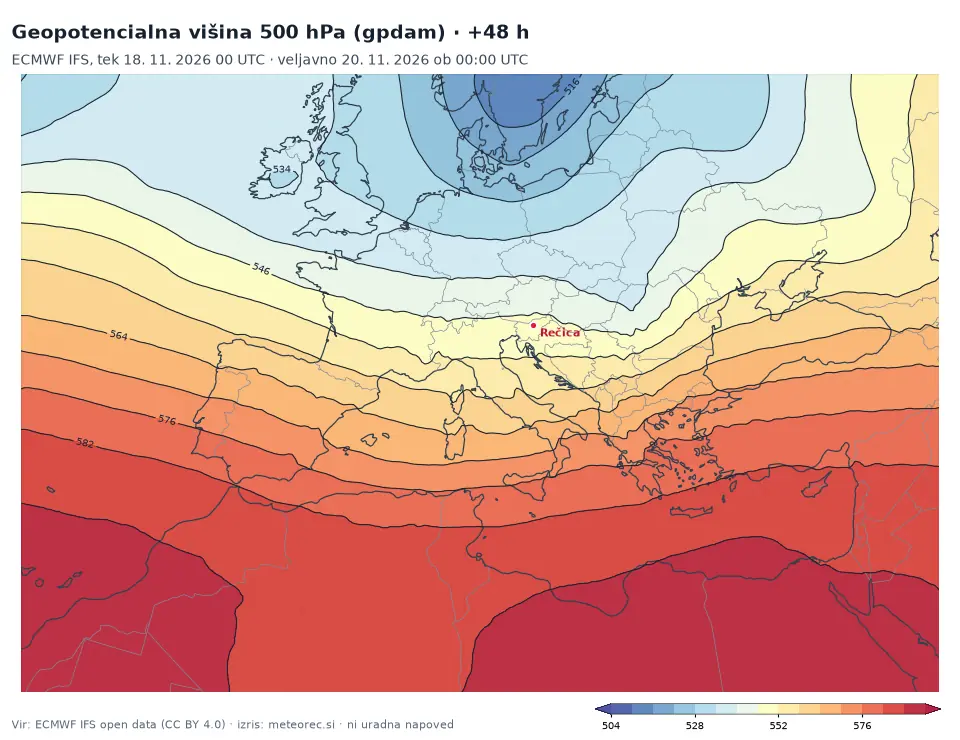 Geopotencialna višina 500 hPa (gpdam) · +48 h
ECMWF IFS, tek 18. 11. 2026 00 UTC · veljavno 20. 11. 2026 ob 00:00 UTC
516
534
546
Rečica
564
576
582
504 528 552 576
Vir: ECMWF IFS open data (CC BY 4.0) · izris: meteorec.si · ni uradna napoved